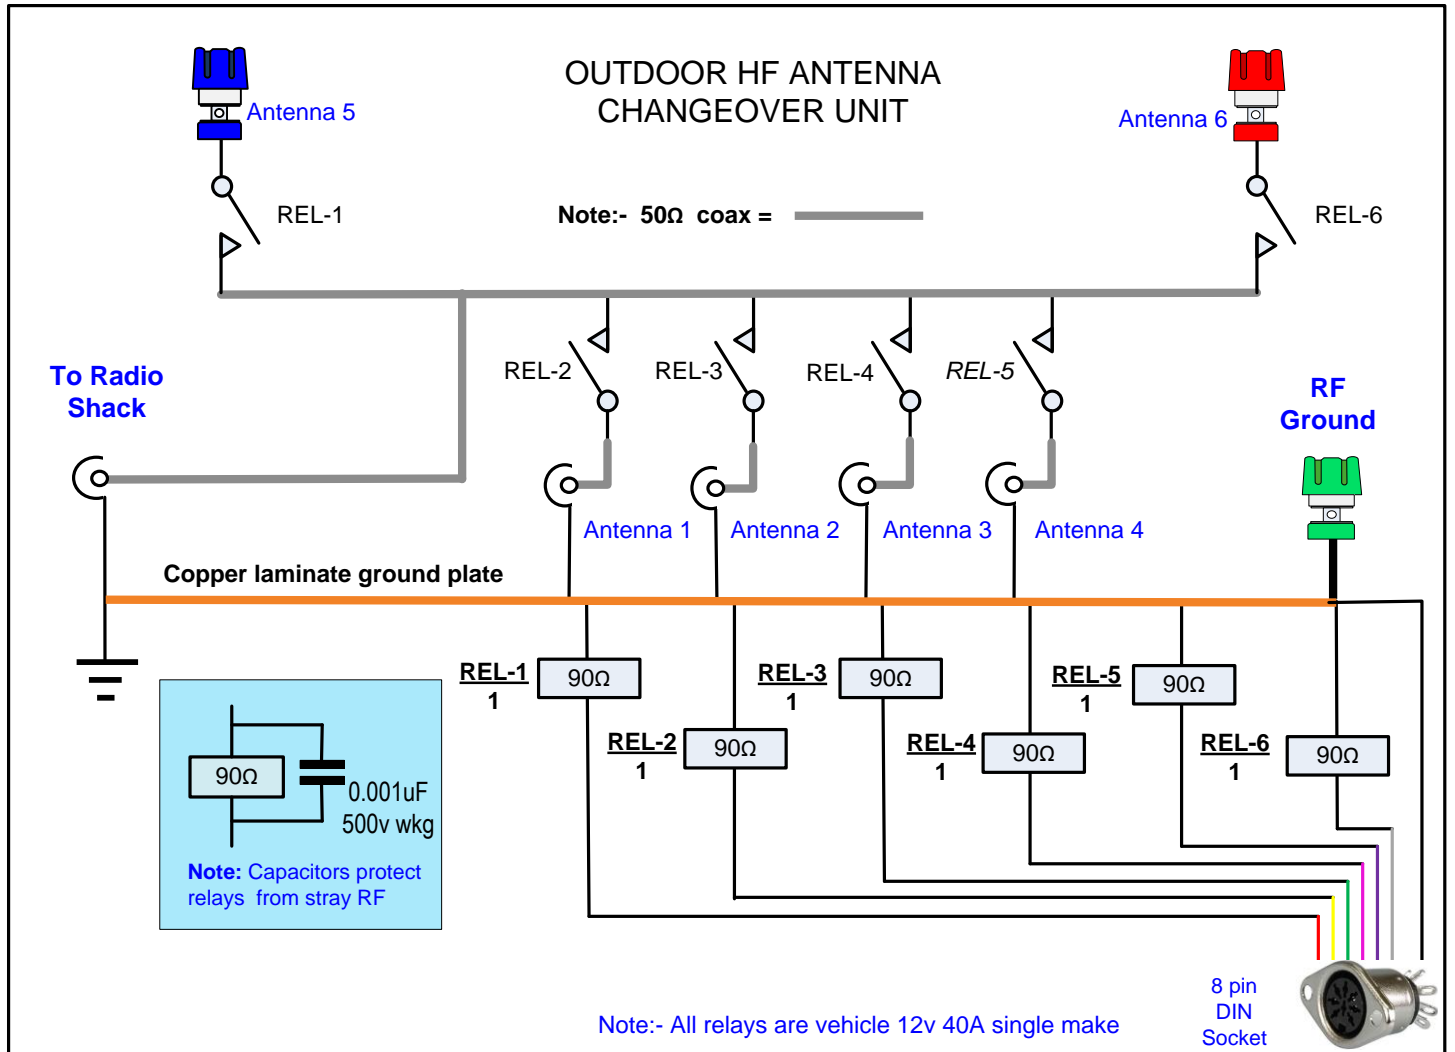 OUTDOOR HF ANTENNA
CHANGEOVER UNIT
Antenna 5
Antenna 6
REL-1
Note:- 50Ω coax =
REL-6
To Radio
Shack
REL-2
REL-3
REL-4
REL-5
RF
Ground
Antenna 1
Antenna 2
Antenna 3
Antenna 4
Copper laminate ground plate
REL-1
1
90Ω
REL-2
1
90Ω
REL-3
1
90Ω
REL-4
1
90Ω
REL-5
1
90Ω
REL-6
1
90Ω
90Ω
0.001uF
500v wkg
Note: Capacitors protect
relays from stray RF
Note:- All relays are vehicle 12v 40A single make
8 pin
DIN
Socket